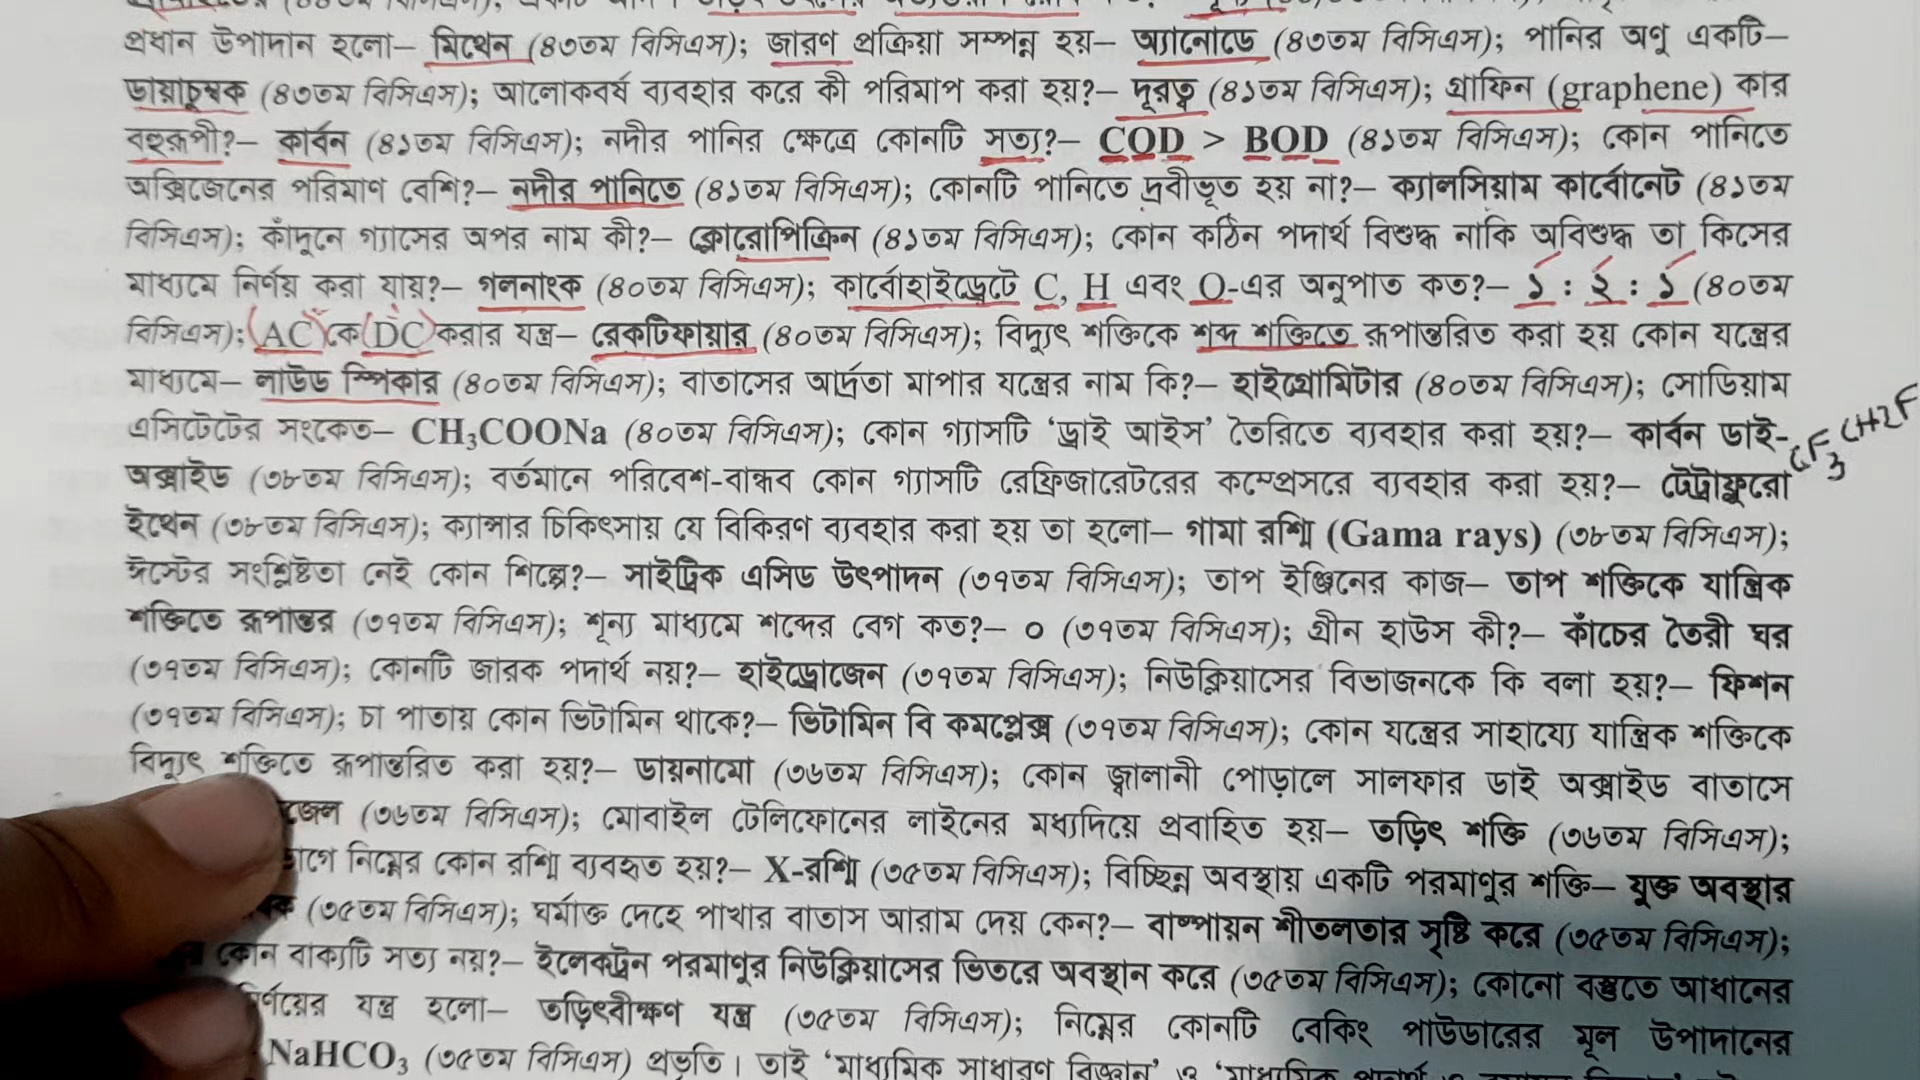 প্রধান উপাদান হলো– মিথেন (৪৩তম বিসিএস); জারণ প্রক্রিয়া সম্পন্ন হয়– অ্যানোডে (৪৩তম বিসিএস); পানির অণু একটি–
ডায়াচুম্বক (৪৩তম বিসিএস); আলোকবর্ষ ব্যবহার করে কী পরিমাপ করা হয়?– দূরত্ব (৪১তম বিসিএস); গ্রাফিন (graphene) কার
বহুরূপী?– কার্বন (৪১তম বিসিএস); নদীর পানির ক্ষেত্রে কোনটি সত্য?– COD > BOD (৪১তম বিসিএস); কোন পানিতে
অক্সিজেনের পরিমাণ বেশি?– নদীর পানিতে (৪১তম বিসিএস); কোনটি পানিতে দ্রবীভূত হয় না?– ক্যালসিয়াম কার্বোনেট (৪১তম
বিসিএস); কাঁদুনে গ্যাসের অপর নাম কী?– ক্লোরোপিক্রিন (৪১তম বিসিএস); কোন কঠিন পদার্থ বিশুদ্ধ নাকি অবিশুদ্ধ তা কিসের
মাধ্যমে নির্ণয় করা যায়?– গলনাংক (৪০তম বিসিএস); কার্বোহাইড্রেটে C, H এবং O-এর অনুপাত কত?– ১ : ২ : ১ (৪০তম
বিসিএস); (AC) কে (DC) করার যন্ত্র– রেকটিফায়ার (৪০তম বিসিএস); বিদ্যুৎ শক্তিকে শব্দ শক্তিতে রূপান্তরিত করা হয় কোন যন্ত্রের
মাধ্যমে– লাউড স্পিকার (৪০তম বিসিএস); বাতাসের আর্দ্রতা মাপার যন্ত্রের নাম কি?– হাইগ্রোমিটার (৪০তম বিসিএস); সোডিয়াম
এসিটেটের সংকেত– CH₃COONa (৪০তম বিসিএস); কোন গ্যাসটি ‘ড্রাই আইস’ তৈরিতে ব্যবহার করা হয়?– কার্বন ডাই-
CF₃CH2F
অক্সাইড (৩৮তম বিসিএস); বর্তমানে পরিবেশ-বান্ধব কোন গ্যাসটি রেফ্রিজারেটরের কম্প্রেসরে ব্যবহার করা হয়?– টেট্রাফ্লুরো
ইথেন (৩৮তম বিসিএস); ক্যান্সার চিকিৎসায় যে বিকিরণ ব্যবহার করা হয় তা হলো– গামা রশ্মি (Gama rays) (৩৮তম বিসিএস);
ঈস্টের সংশ্লিষ্টতা নেই কোন শিল্পে?– সাইট্রিক এসিড উৎপাদন (৩৭তম বিসিএস); তাপ ইঞ্জিনের কাজ– তাপ শক্তিকে যান্ত্রিক
শক্তিতে রূপান্তর (৩৭তম বিসিএস); শূন্য মাধ্যমে শব্দের বেগ কত?– ০ (৩৭তম বিসিএস); গ্রীন হাউস কী?– কাঁচের তৈরী ঘর
(৩৭তম বিসিএস); কোনটি জারক পদার্থ নয়?– হাইড্রোজেন (৩৭তম বিসিএস); নিউক্লিয়াসের বিভাজনকে কি বলা হয়?– ফিশন
(৩৭তম বিসিএস); চা পাতায় কোন ভিটামিন থাকে?– ভিটামিন বি কমপ্লেক্স (৩৭তম বিসিএস); কোন যন্ত্রের সাহায্যে যান্ত্রিক শক্তিকে
বিদ্যুৎ শক্তিতে রূপান্তরিত করা হয়?– ডায়নামো (৩৬তম বিসিএস); কোন জ্বালানী পোড়ালে সালফার ডাই অক্সাইড বাতাসে
জেল (৩৬তম বিসিএস); মোবাইল টেলিফোনের লাইনের মধ্যদিয়ে প্রবাহিত হয়– তড়িৎ শক্তি (৩৬তম বিসিএস);
নিম্নের কোন রশ্মি ব্যবহৃত হয়?– X-রশ্মি (৩৫তম বিসিএস); বিচ্ছিন্ন অবস্থায় একটি পরমাণুর শক্তি– যুক্ত অবস্থার
(৩৫তম বিসিএস); ঘর্মাক্ত দেহে পাখার বাতাস আরাম দেয় কেন?– বাষ্পায়ন শীতলতার সৃষ্টি করে (৩৫তম বিসিএস);
কোন বাক্যটি সত্য নয়?– ইলেকট্রন পরমাণুর নিউক্লিয়াসের ভিতরে অবস্থান করে (৩৫তম বিসিএস); কোনো বস্তুতে আধানের
র্ণয়ের যন্ত্র হলো– তড়িৎবীক্ষণ যন্ত্র (৩৫তম বিসিএস); নিম্নের কোনটি বেকিং পাউডারের মূল উপাদানের
NaHCO₃ (৩৫তম বিসিএস) প্রভৃতি। তাই ‘মাধ্যমিক সাধারণ বিজ্ঞান’ ও ‘মাধ্যমিক